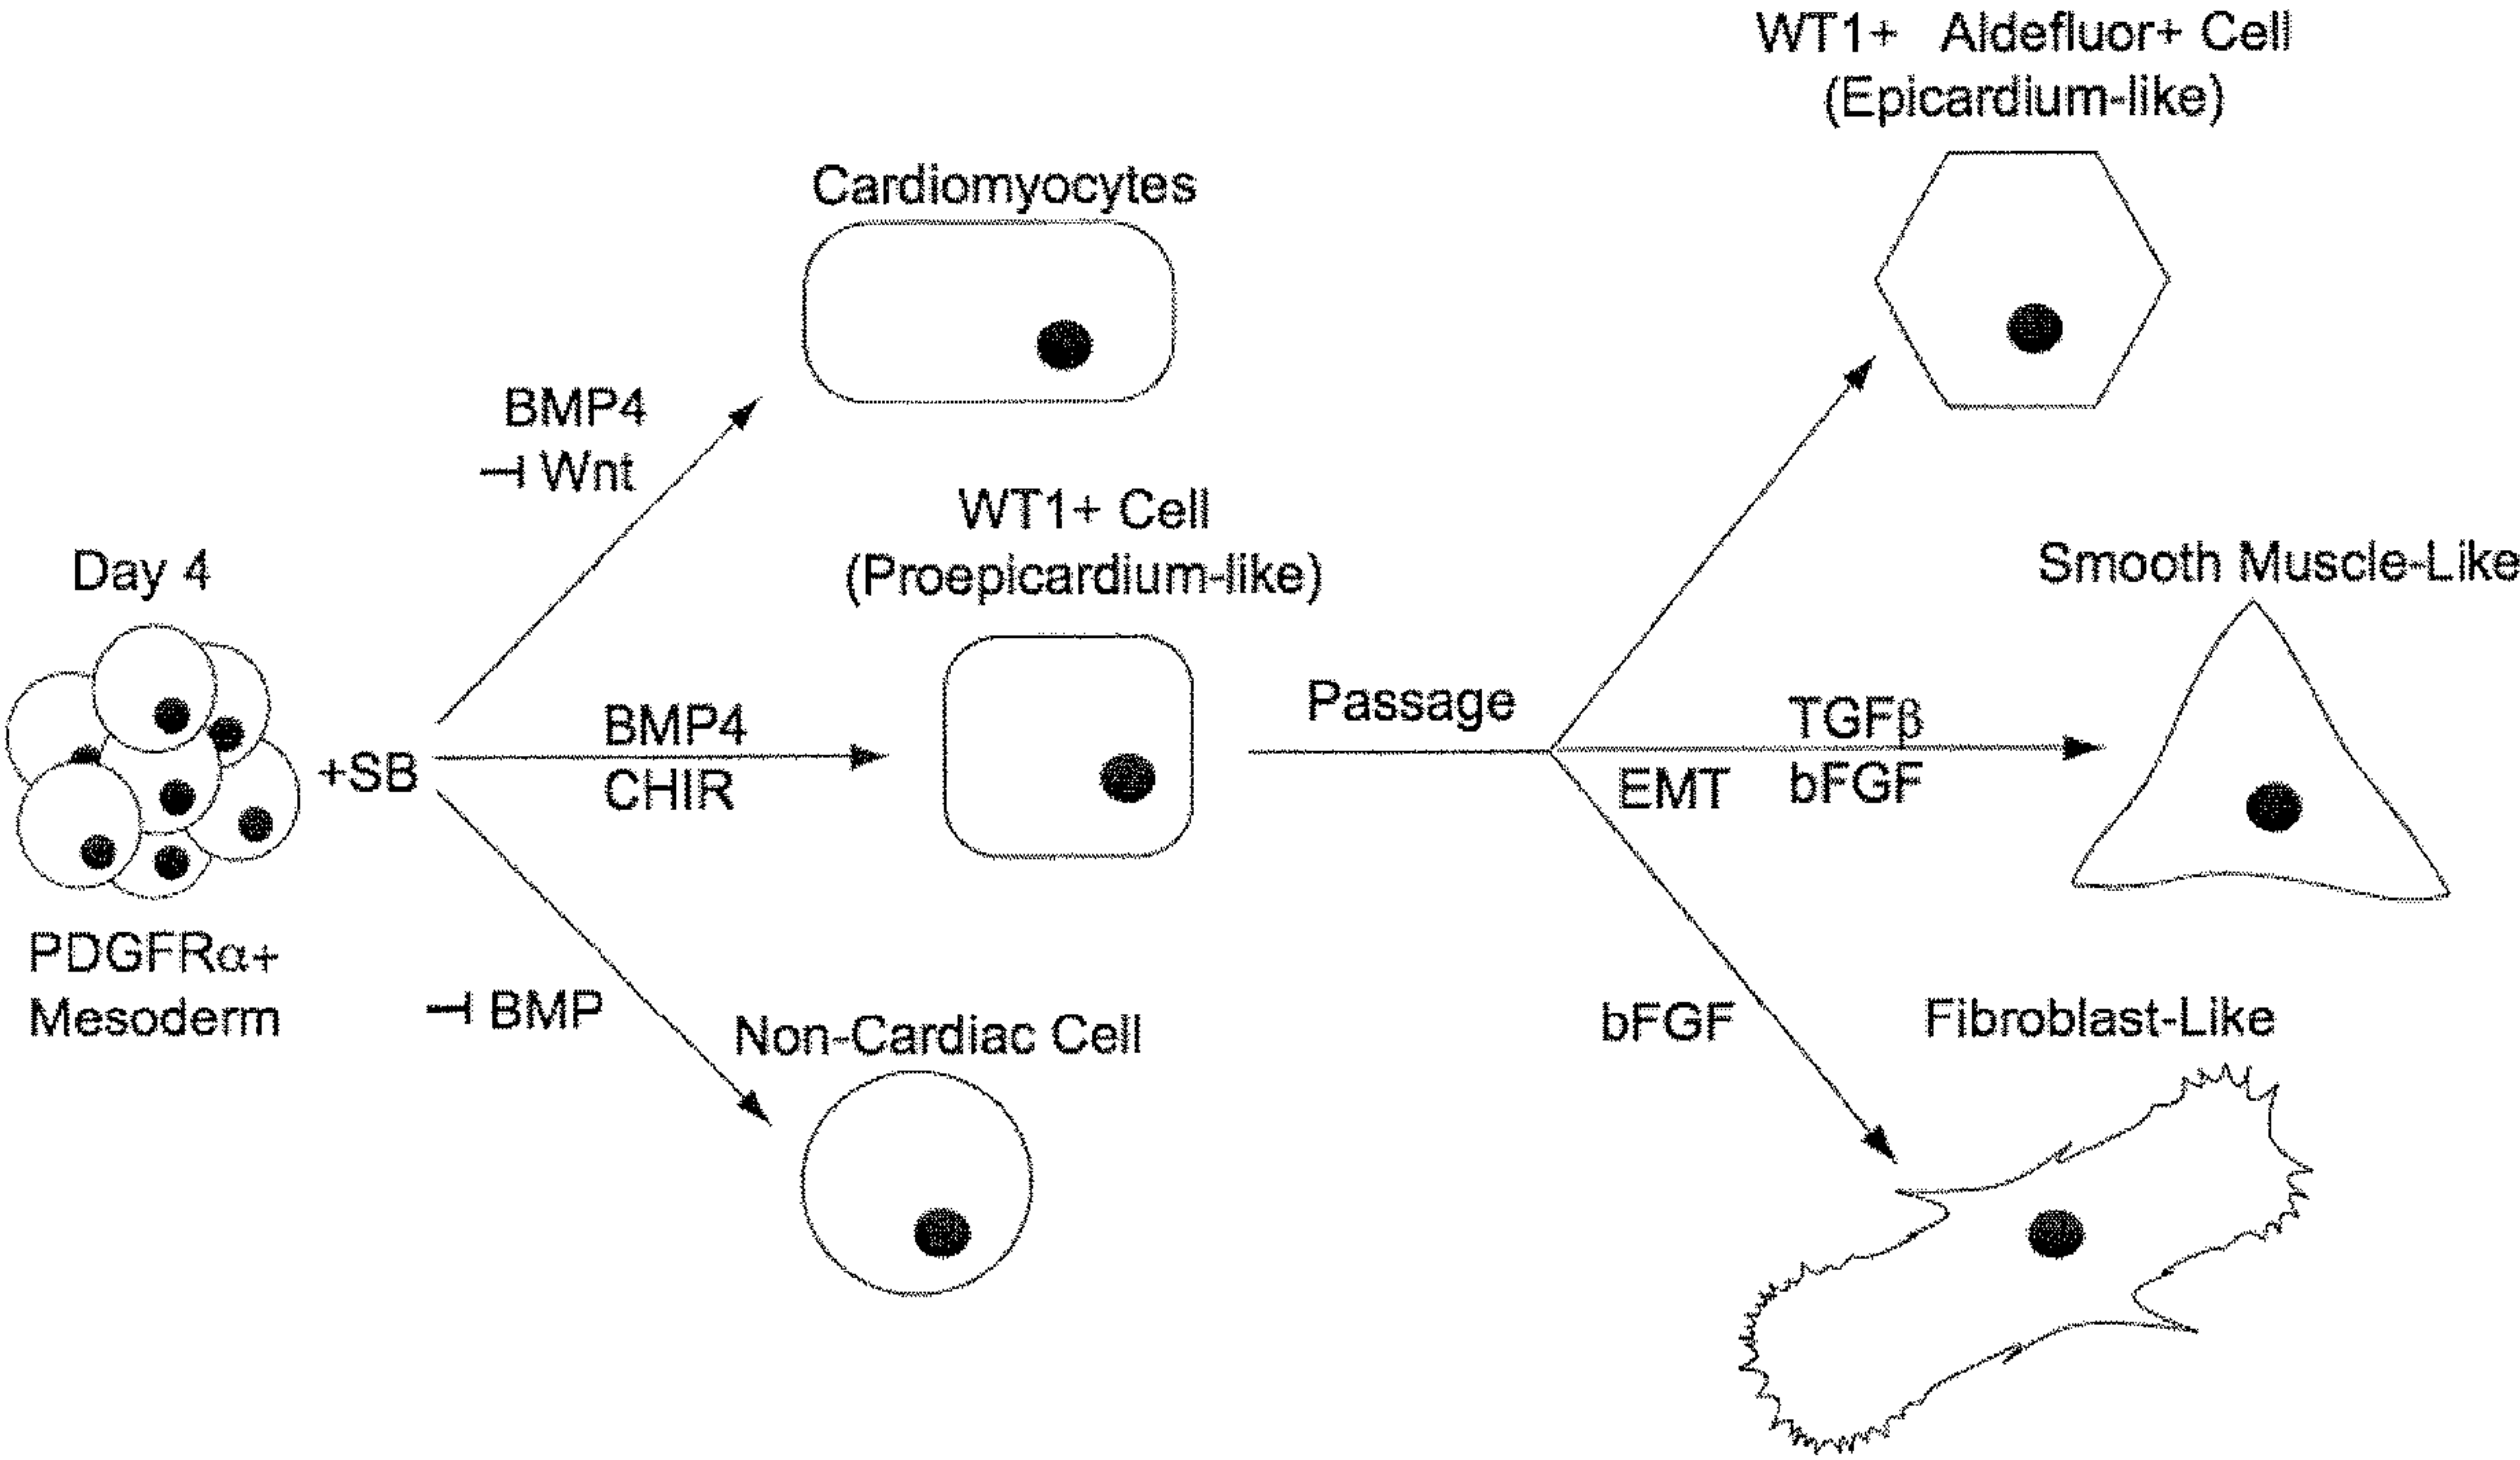 WT1+ Aldefluor+ Cell
(Epicardium-like)
Cardiomyocytes
BMP4
⊣ Wnt
WT1+ Cell
(Proepicardium-like)
Day 4
+SB
PDGFRα+
Mesoderm
BMP4
CHIR
Passage
EMT
TGFβ
bFGF
Smooth Muscle-Like
⊣ BMP
Non-Cardiac Cell
bFGF
Fibroblast-Like